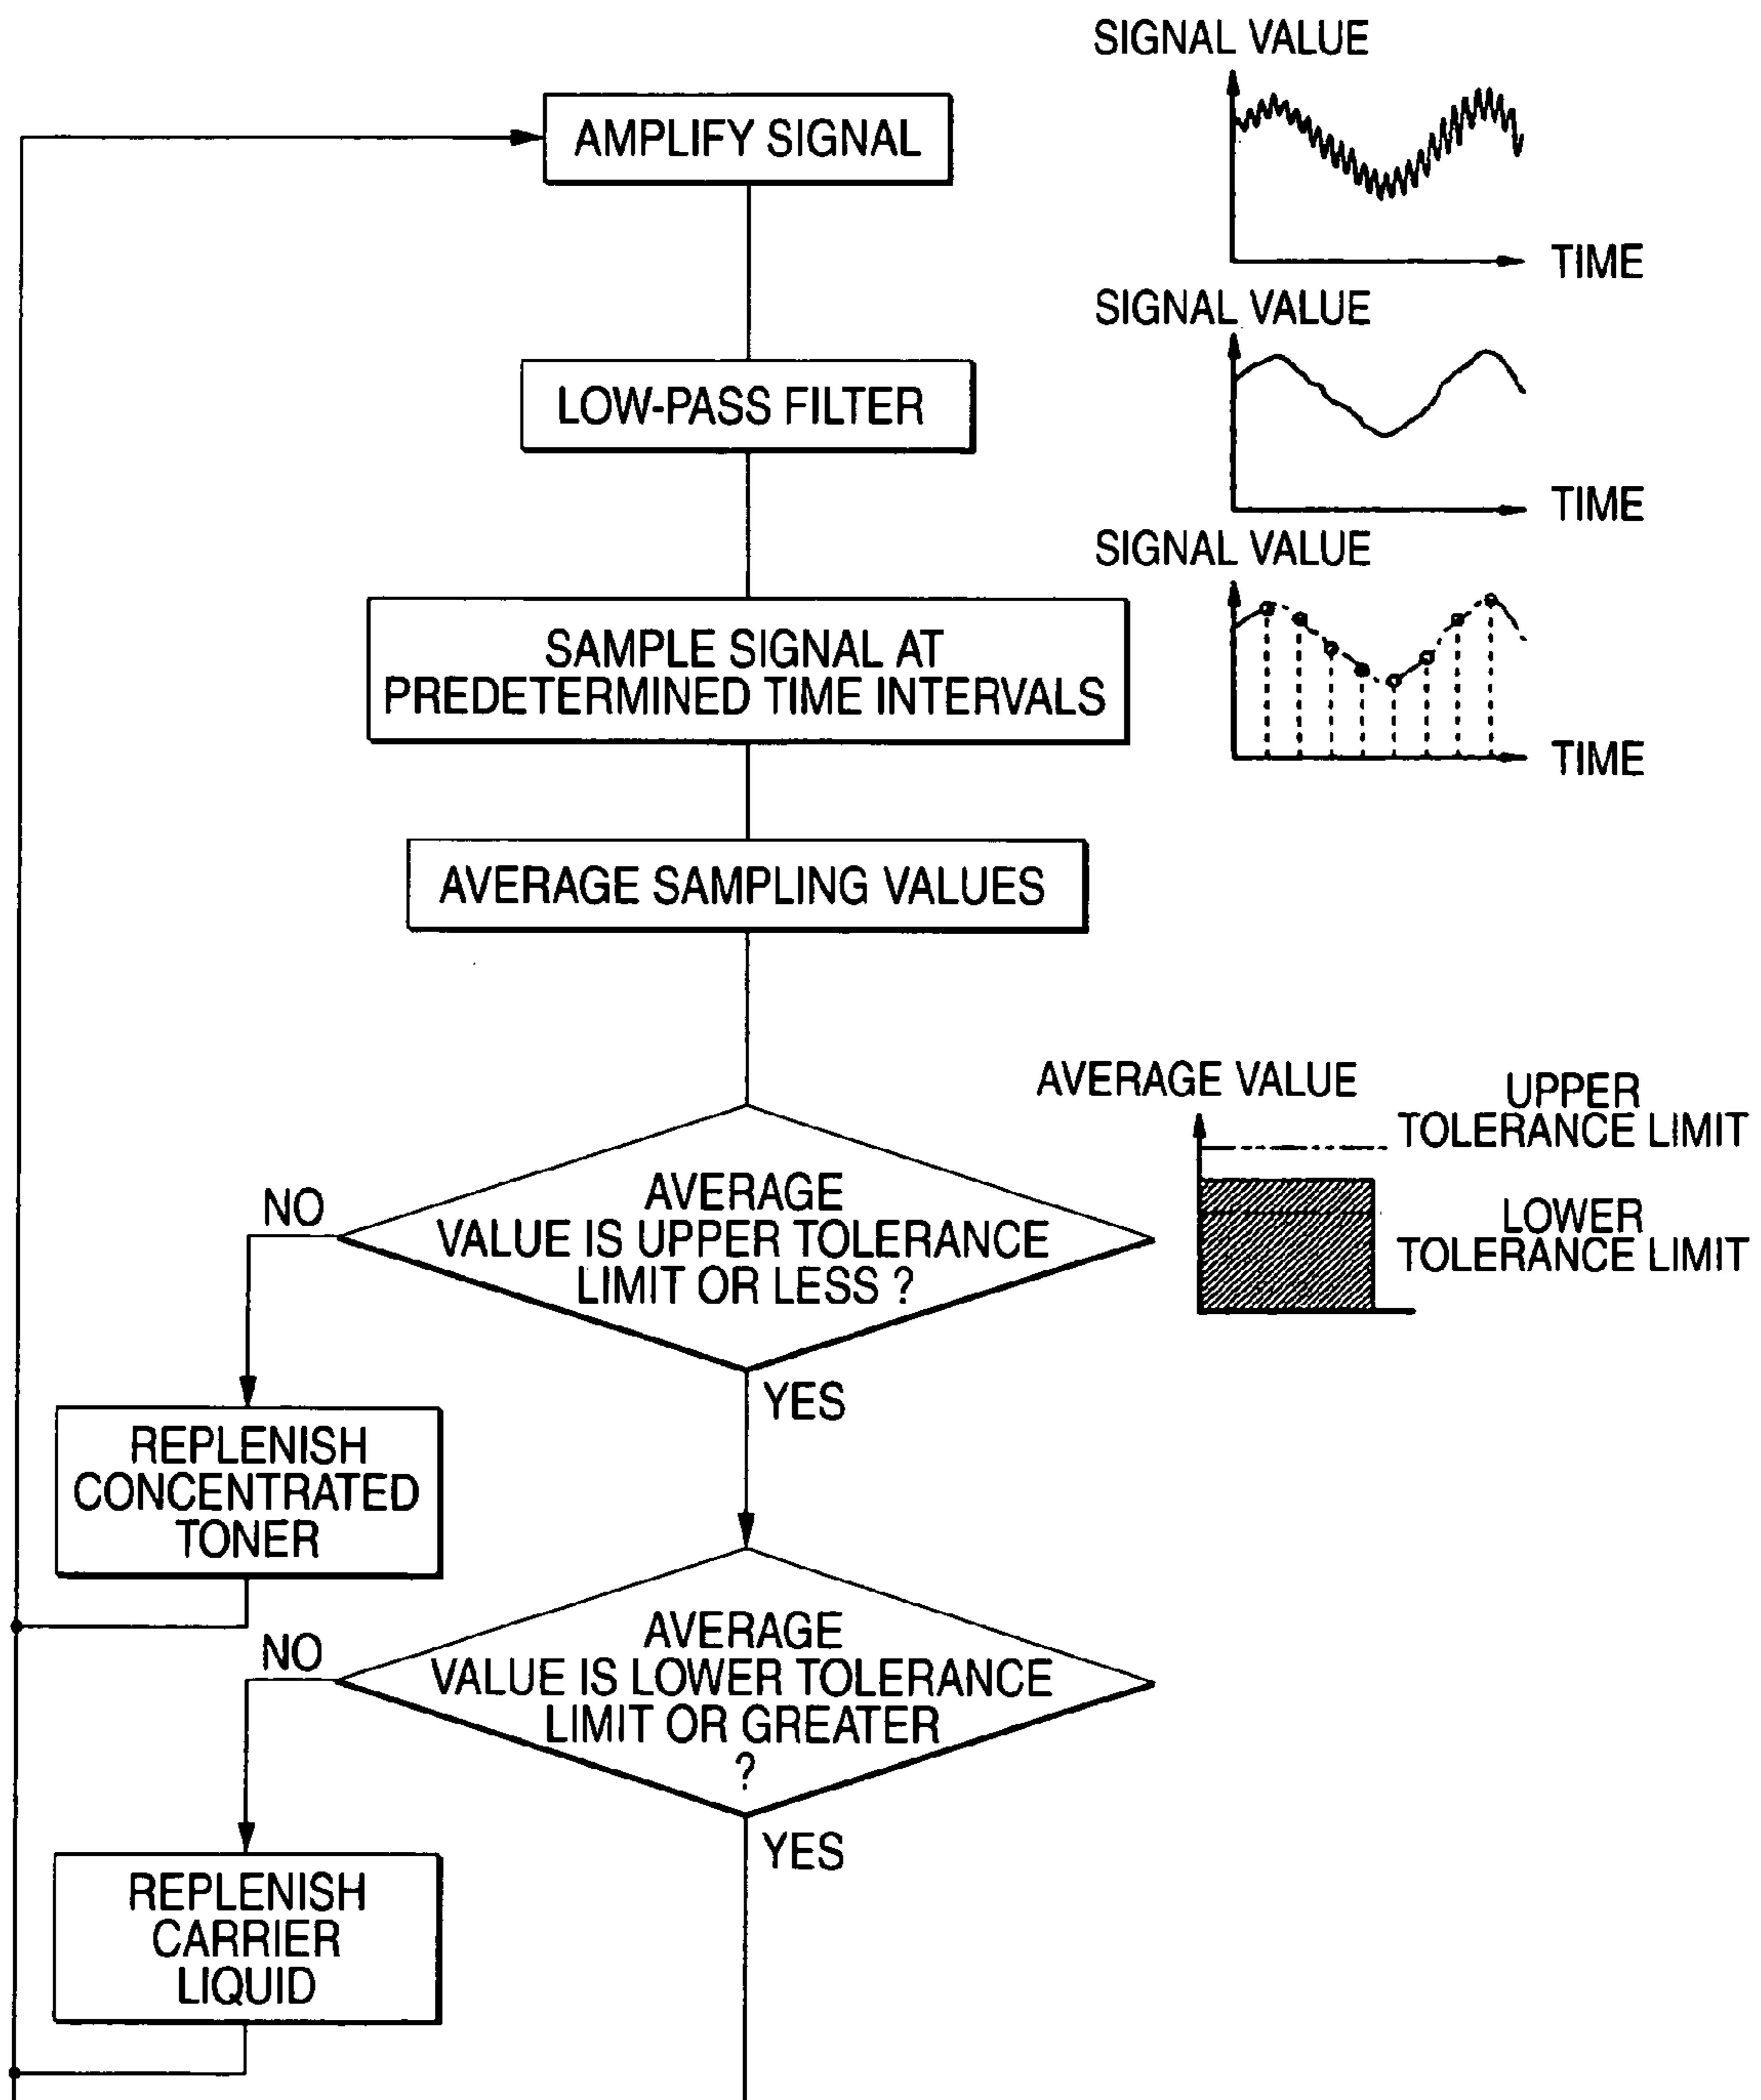 SIGNAL VALUE
AMPLIFY SIGNAL
TIME
SIGNAL VALUE
LOW-PASS FILTER
TIME
SIGNAL VALUE
SAMPLE SIGNAL AT
PREDETERMINED TIME INTERVALS
TIME
AVERAGE SAMPLING VALUES
AVERAGE VALUE
UPPER
TOLERANCE LIMIT
LOWER
TOLERANCE LIMIT
AVERAGE
VALUE IS UPPER TOLERANCE
LIMIT OR LESS ?
NO
YES
REPLENISH
CONCENTRATED
TONER
AVERAGE
VALUE IS LOWER TOLERANCE
LIMIT OR GREATER
?
NO
YES
REPLENISH
CARRIER
LIQUID